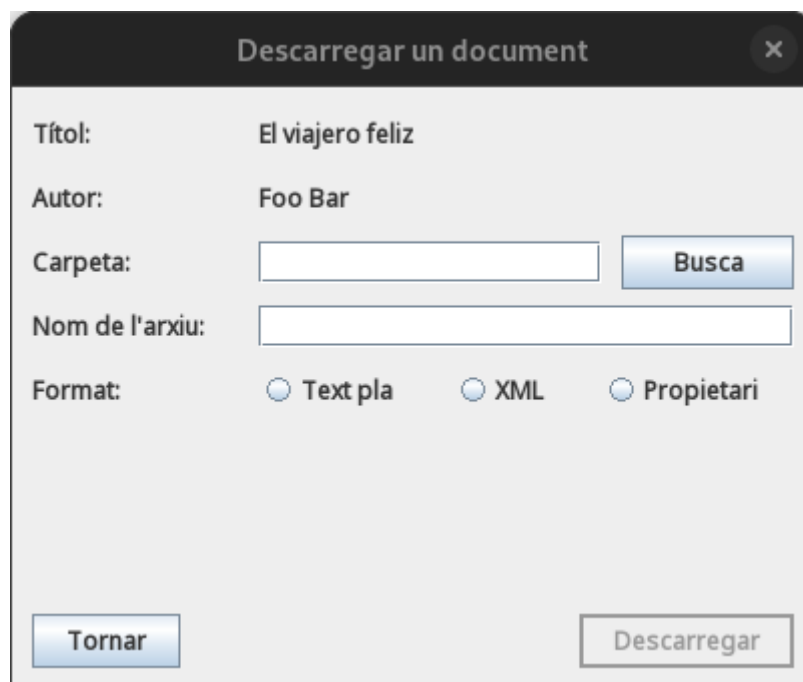 Descarregar un document
Títol: El viajero feliz
Autor: Foo Bar
Carpeta: Busca
Nom de l'arxiu:
Format: Text pla XML Propietari
Tornar Descarregar